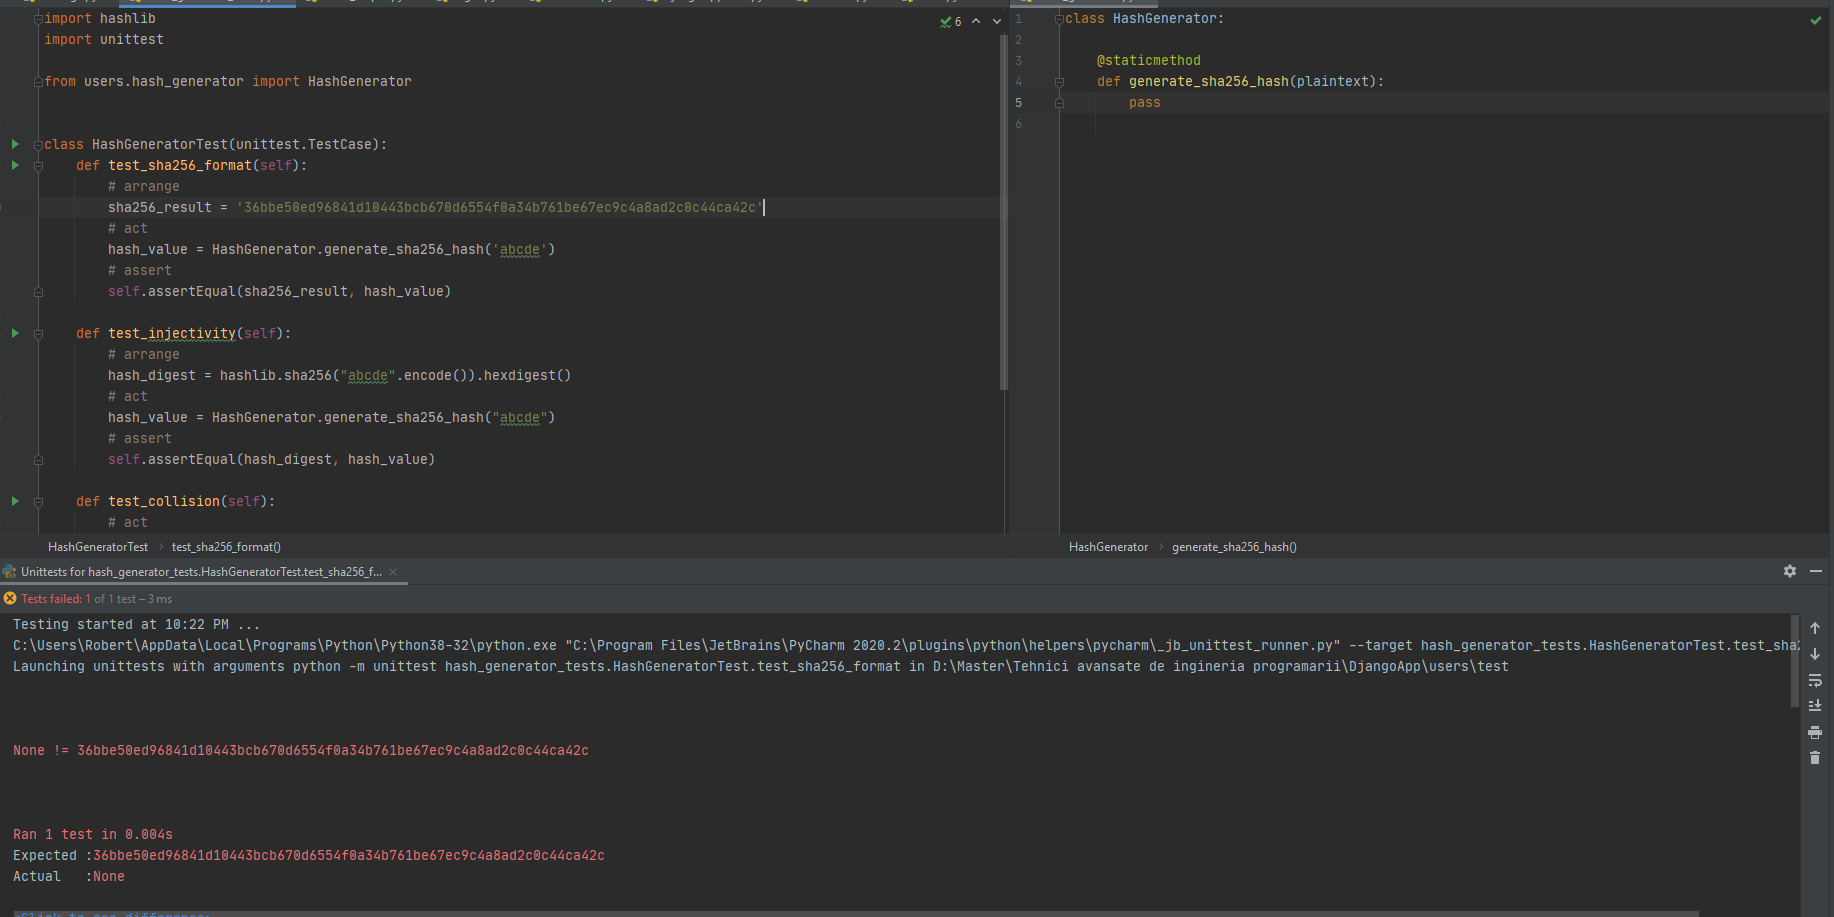 import hashlib
import unittest
from users.hash_generator import HashGenerator
class HashGeneratorTest(unittest.TestCase):
def test_sha256_format(self):
# arrange
sha256_result = '36bbe50ed96841d10443bcb670d6554f0a34b761be67ec9c4a8ad2c0c44ca42c'
# act
hash_value = HashGenerator.generate_sha256_hash('abcde')
# assert
self.assertEqual(sha256_result, hash_value)
def test_injectivity(self):
# arrange
hash_digest = hashlib.sha256("abcde".encode()).hexdigest()
# act
hash_value = HashGenerator.generate_sha256_hash("abcde")
# assert
self.assertEqual(hash_digest, hash_value)
def test_collision(self):
# act
6
HashGeneratorTest › test_sha256_format()
1 class HashGenerator:
2
3 @staticmethod
4 def generate_sha256_hash(plaintext):
5 pass
6
HashGenerator › generate_sha256_hash()
Unittests for hash_generator_tests.HashGeneratorTest.test_sha256_f... ×
Tests failed: 1 of 1 test – 3 ms
Testing started at 10:22 PM ...
C:\Users\Robert\AppData\Local\Programs\Python\Python38-32\python.exe "C:\Program Files\JetBrains\PyCharm 2020.2\plugins\python\helpers\pycharm\_jb_unittest_runner.py" --target hash_generator_tests.HashGeneratorTest.test_sha2
Launching unittests with arguments python -m unittest hash_generator_tests.HashGeneratorTest.test_sha256_format in D:\Master\Tehnici avansate de ingineria programarii\DjangoApp\users\test
None != 36bbe50ed96841d10443bcb670d6554f0a34b761be67ec9c4a8ad2c0c44ca42c
Ran 1 test in 0.004s
Expected :36bbe50ed96841d10443bcb670d6554f0a34b761be67ec9c4a8ad2c0c44ca42c
Actual :None